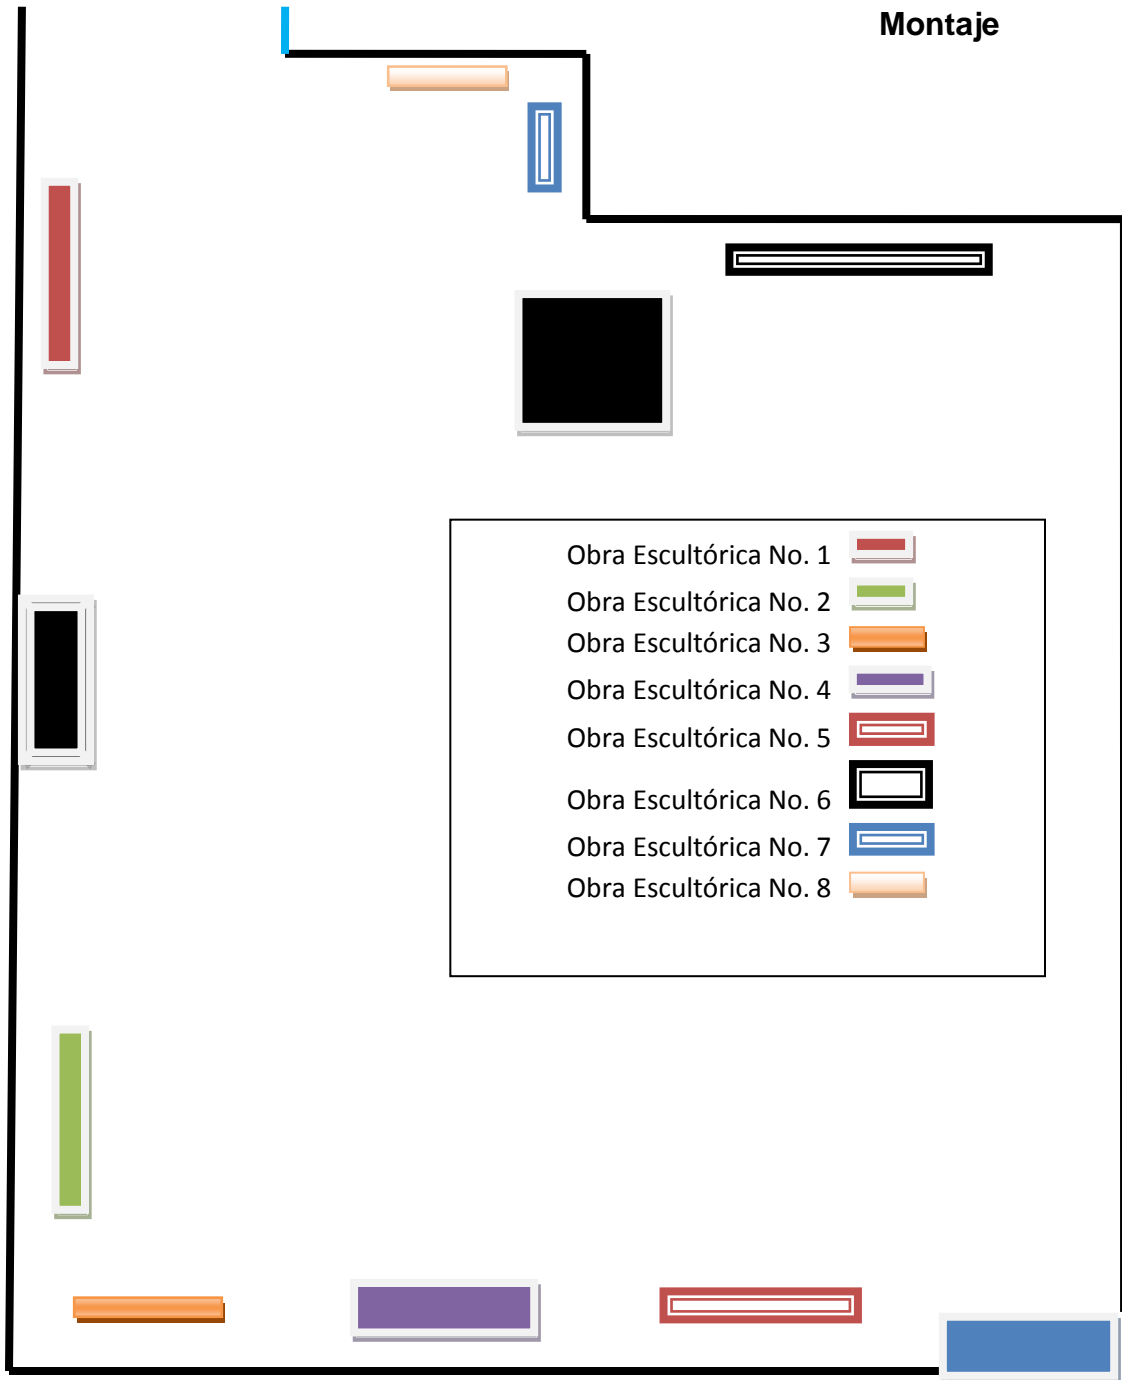 Montaje
Obra Escultórica No. 1
Obra Escultórica No. 2
Obra Escultórica No. 3
Obra Escultórica No. 4
Obra Escultórica No. 5
Obra Escultórica No. 6
Obra Escultórica No. 7
Obra Escultórica No. 8